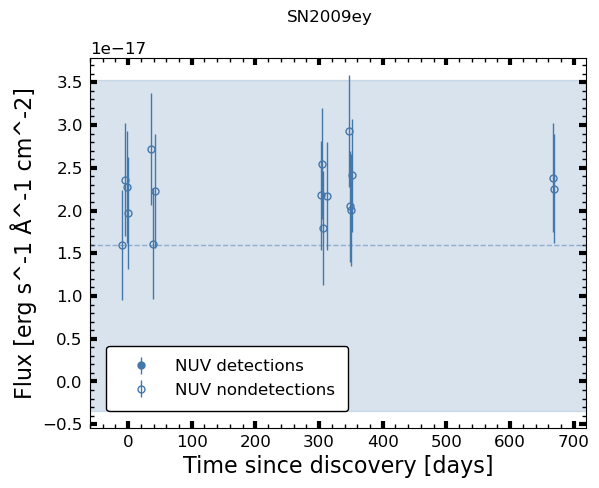 SN2009ey
1e−17
3.5
3.0
2.5
2.0
1.5
1.0
0.5
0.0
−0.5
Flux [erg s^-1 Å^-1 cm^-2]
NUV detections
NUV nondetections
0 100 200 300 400 500 600 700
Time since discovery [days]